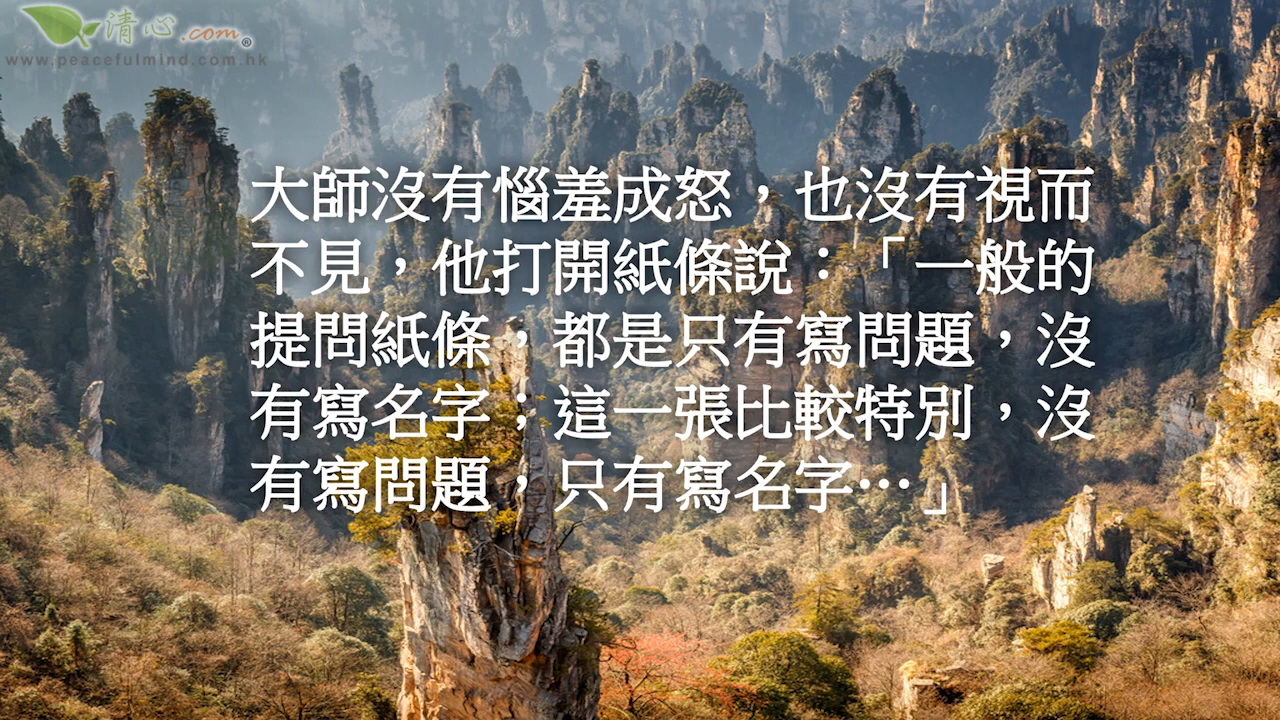 清心.com®
www.peacefulmind.com.hk
大師沒有惱羞成怒，也沒有視而
不見，他打開紙條說：「一般的
提問紙條，都是只有寫問題，沒
有寫名字；這一張比較特別，沒
有寫問題，只有寫名字…」